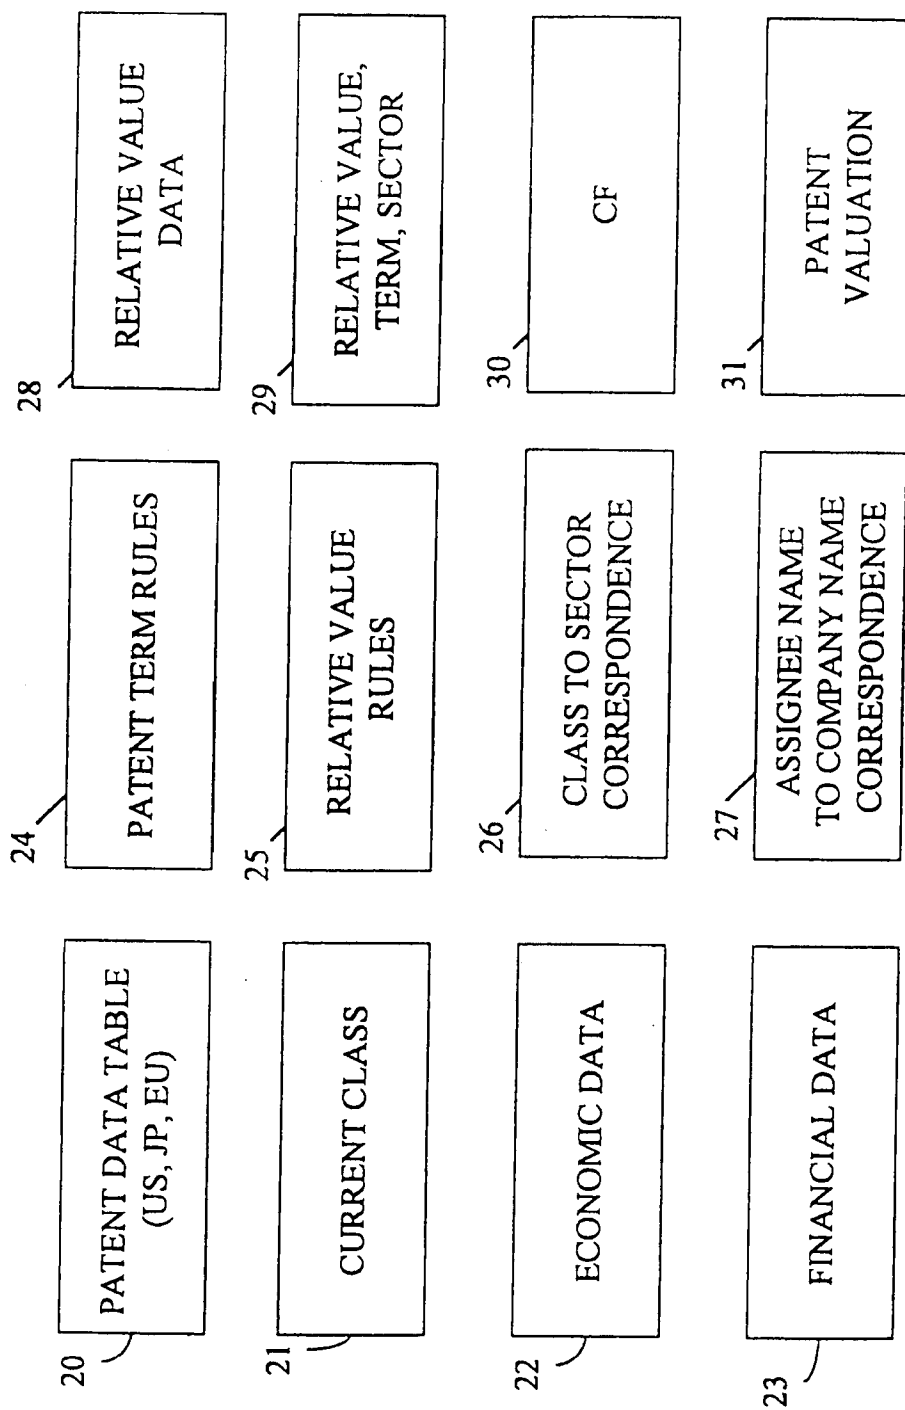 20
PATENT DATA TABLE
(US, JP, EU)
21
CURRENT CLASS
22
ECONOMIC DATA
23
FINANCIAL DATA
24
PATENT TERM RULES
25
RELATIVE VALUE
RULES
26
CLASS TO SECTOR
CORRESPONDENCE
27
ASSIGNEE NAME
TO COMPANY NAME
CORRESPONDENCE
28
RELATIVE VALUE
DATA
29
RELATIVE VALUE,
TERM, SECTOR
30
CF
31
PATENT
VALUATION